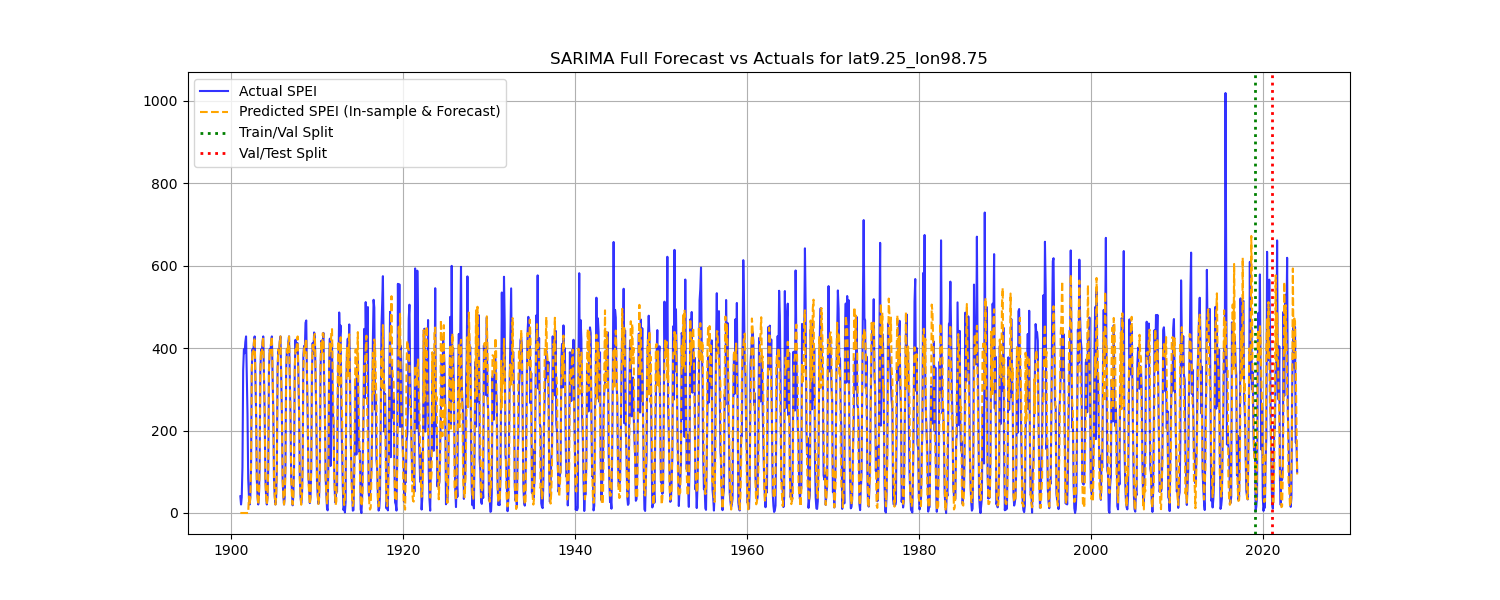 SARIMA Full Forecast vs Actuals for lat9.25_lon98.75
Actual SPEI
Predicted SPEI (In-sample & Forecast)
Train/Val Split
Val/Test Split
1000
800
600
400
200
0
1900 1920 1940 1960 1980 2000 2020